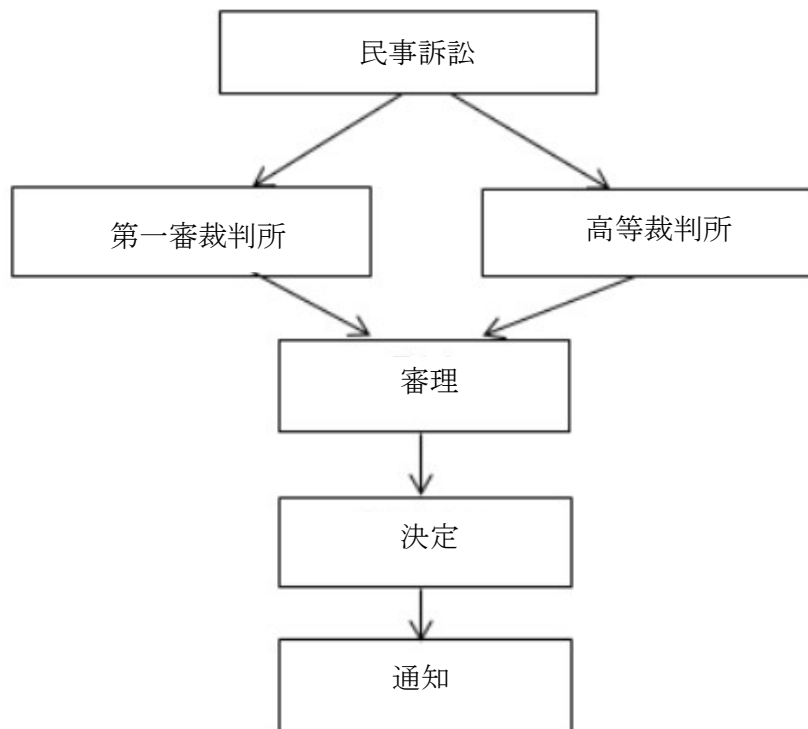 民事訴訟
第一審裁判所
高等裁判所
審理
決定
通知